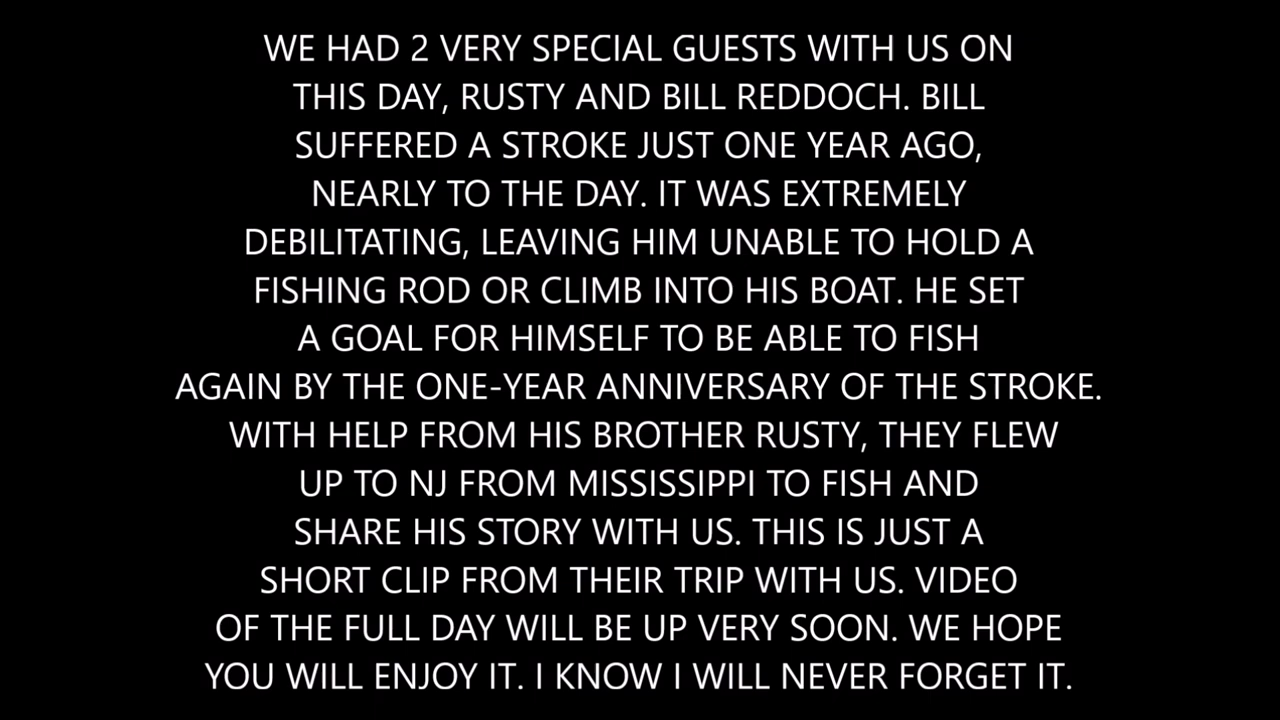 WE HAD 2 VERY SPECIAL GUESTS WITH US ON
THIS DAY, RUSTY AND BILL REDDOCH. BILL
SUFFERED A STROKE JUST ONE YEAR AGO,
NEARLY TO THE DAY. IT WAS EXTREMELY
DEBILITATING, LEAVING HIM UNABLE TO HOLD A
FISHING ROD OR CLIMB INTO HIS BOAT. HE SET
A GOAL FOR HIMSELF TO BE ABLE TO FISH
AGAIN BY THE ONE-YEAR ANNIVERSARY OF THE STROKE.
WITH HELP FROM HIS BROTHER RUSTY, THEY FLEW
UP TO NJ FROM MISSISSIPPI TO FISH AND
SHARE HIS STORY WITH US. THIS IS JUST A
SHORT CLIP FROM THEIR TRIP WITH US. VIDEO
OF THE FULL DAY WILL BE UP VERY SOON. WE HOPE
YOU WILL ENJOY IT. I KNOW I WILL NEVER FORGET IT.